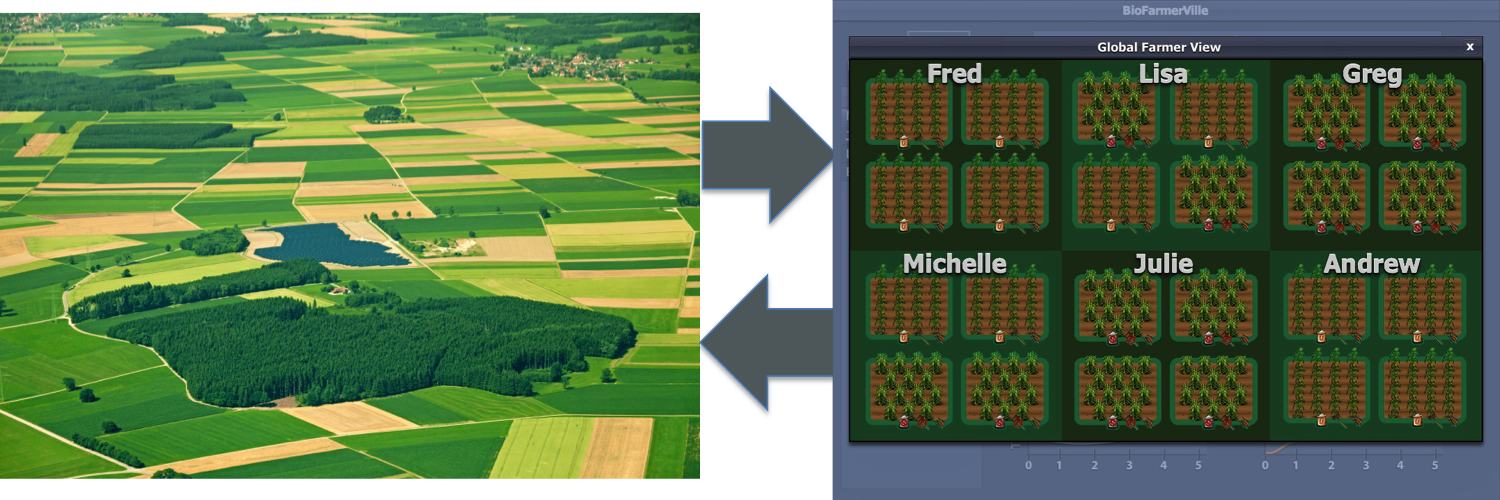 BioFarmerVille
Global Farmer View x
Fred Lisa Greg
Michelle Julie Andrew
0 1 2 3 4 5 0 1 2 3 4 5